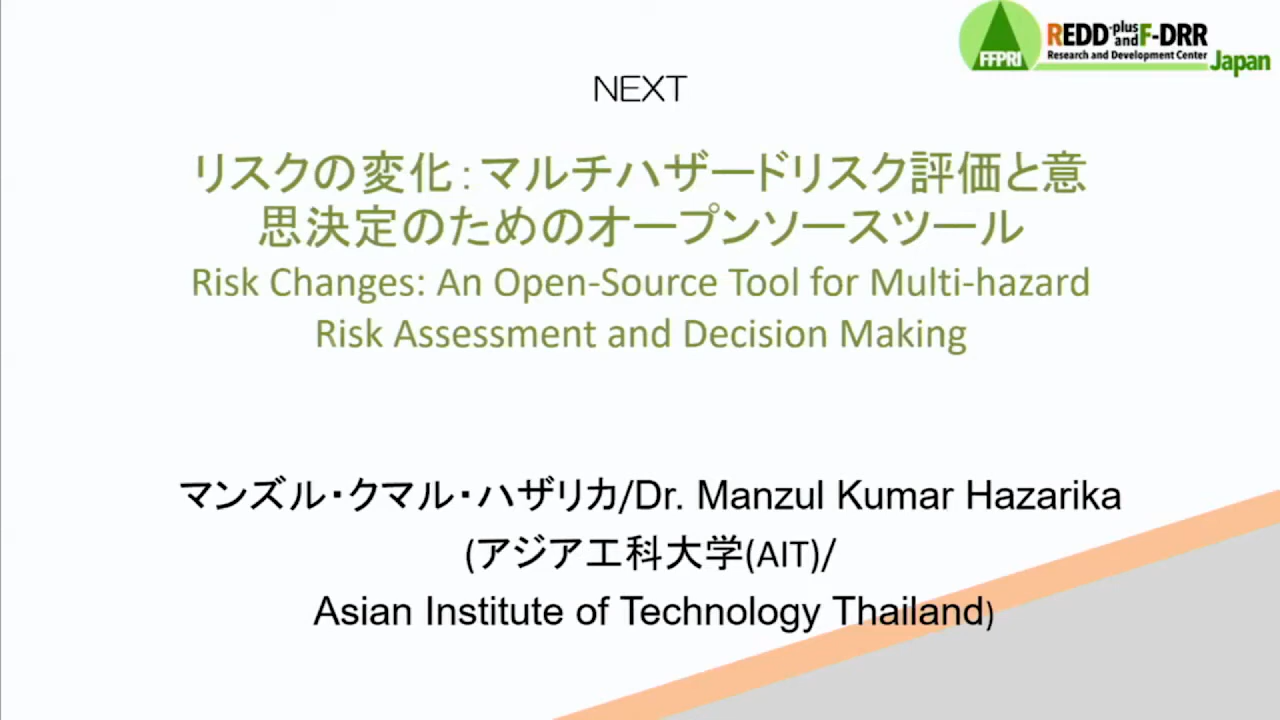 REDD-plus and F-DRR
FFPRI
Research and Development Center Japan
NEXT
リスクの変化：マルチハザードリスク評価と意
思決定のためのオープンソースツール
Risk Changes: An Open-Source Tool for Multi-hazard
Risk Assessment and Decision Making
マンズル・クマル・ハザリカ/Dr. Manzul Kumar Hazarika
(アジア工科大学(AIT)/
Asian Institute of Technology Thailand)